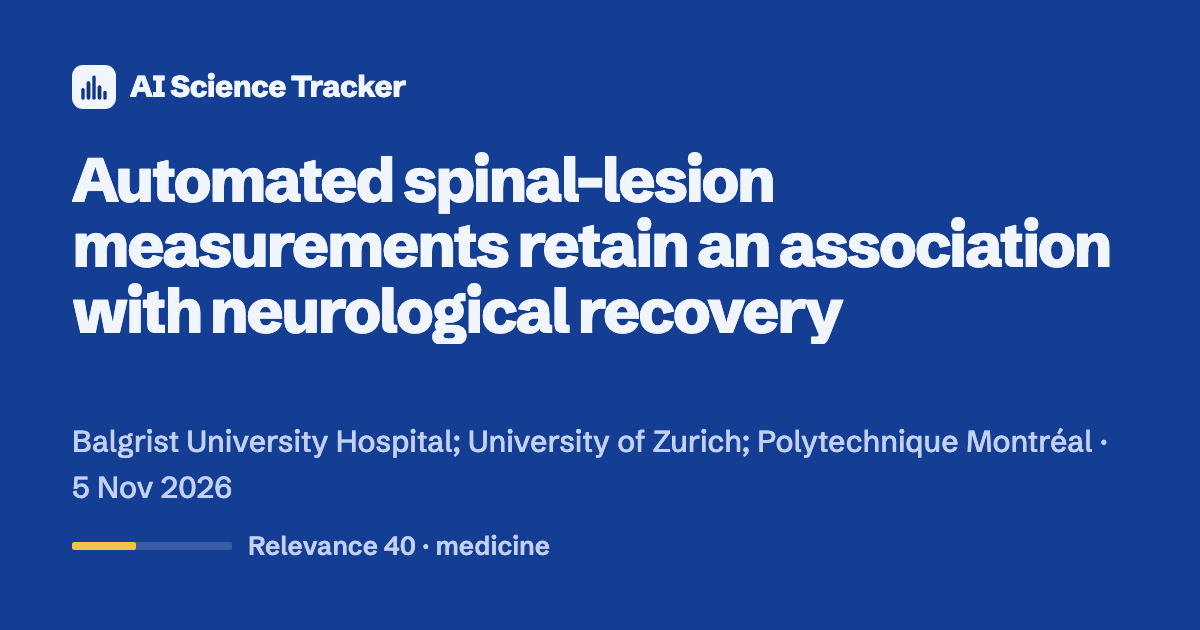 AI Science Tracker
Automated spinal-lesion
measurements retain an association
with neurological recovery
Balgrist University Hospital; University of Zurich; Polytechnique Montréal ·
5 Nov 2026
Relevance 40 · medicine